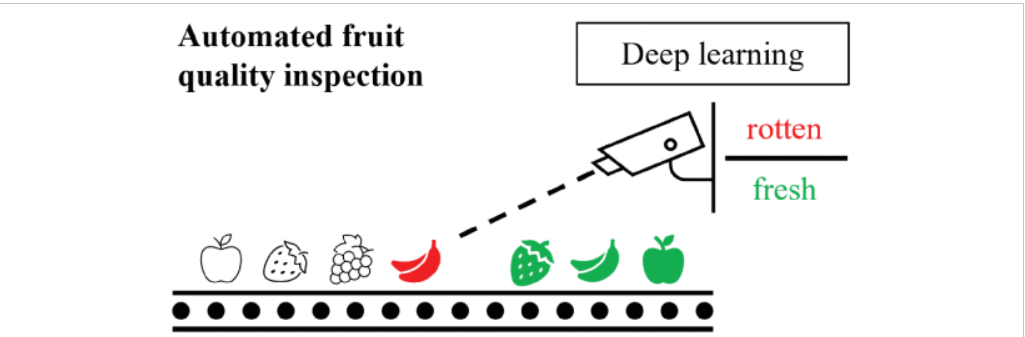 Automated fruit
quality inspection
Deep learning
rotten
fresh